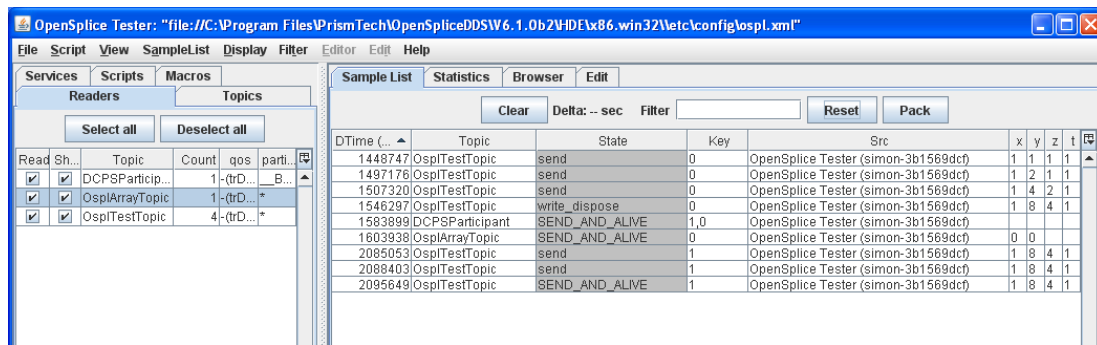 OpenSplice Tester: "file://C:\Program Files\PrismTech\OpenSpliceDDS\V6.1.0b2\HDE\x86.win32\\etc\config\ospl.xml"
File Script View SampleList Display Filter Editor Edit Help
Services Scripts Macros
Readers Topics
Select all Deselect all
Read Sh... Topic Count qos parti...
DCPSParticip... 1 -(trD... __B...
OsplArrayTopic 1 -(trD... *
OsplTestTopic 4 -(trD... *
Sample List Statistics Browser Edit
Clear Delta: -- sec Filter Reset Pack
DTime (... Topic State Key Src x y z t
1448747 OsplTestTopic send 0 OpenSplice Tester (simon-3b1569dcf) 1 1 1 1
1497176 OsplTestTopic send 0 OpenSplice Tester (simon-3b1569dcf) 1 2 1 1
1507320 OsplTestTopic send 0 OpenSplice Tester (simon-3b1569dcf) 1 4 2 1
1546297 OsplTestTopic write_dispose 0 OpenSplice Tester (simon-3b1569dcf) 1 8 4 1
1583899 DCPSParticipant SEND_AND_ALIVE 1,0 OpenSplice Tester (simon-3b1569dcf)
1603938 OsplArrayTopic SEND_AND_ALIVE 0 OpenSplice Tester (simon-3b1569dcf) 0 0
2085053 OsplTestTopic send 1 OpenSplice Tester (simon-3b1569dcf) 1 8 4 1
2088403 OsplTestTopic send 1 OpenSplice Tester (simon-3b1569dcf) 1 8 4 1
2095649 OsplTestTopic SEND_AND_ALIVE 1 OpenSplice Tester (simon-3b1569dcf) 1 8 4 1